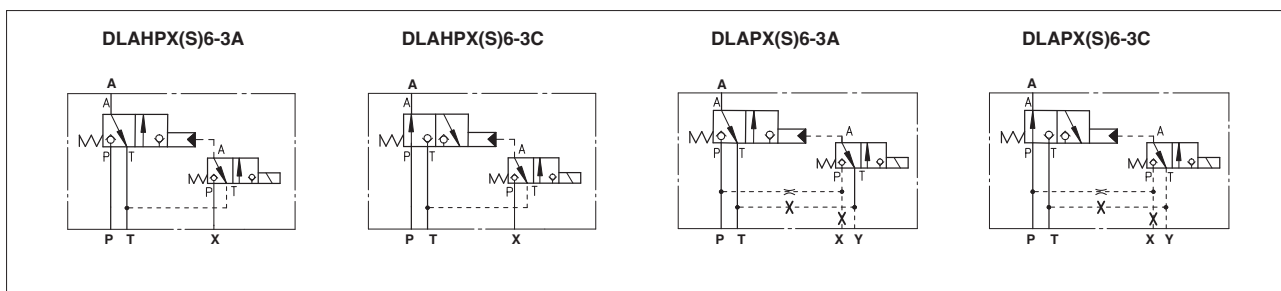 DLAHPX(S)6-3A
DLAHPX(S)6-3C
DLAPX(S)6-3A
DLAPX(S)6-3C
A
A
A
A
A
A
A
A
P
T
A
P
T
A
P
T
A
P
T
A
P
T
P
T
P
T
P
T
P T X
P T X
P T X Y
P T X Y